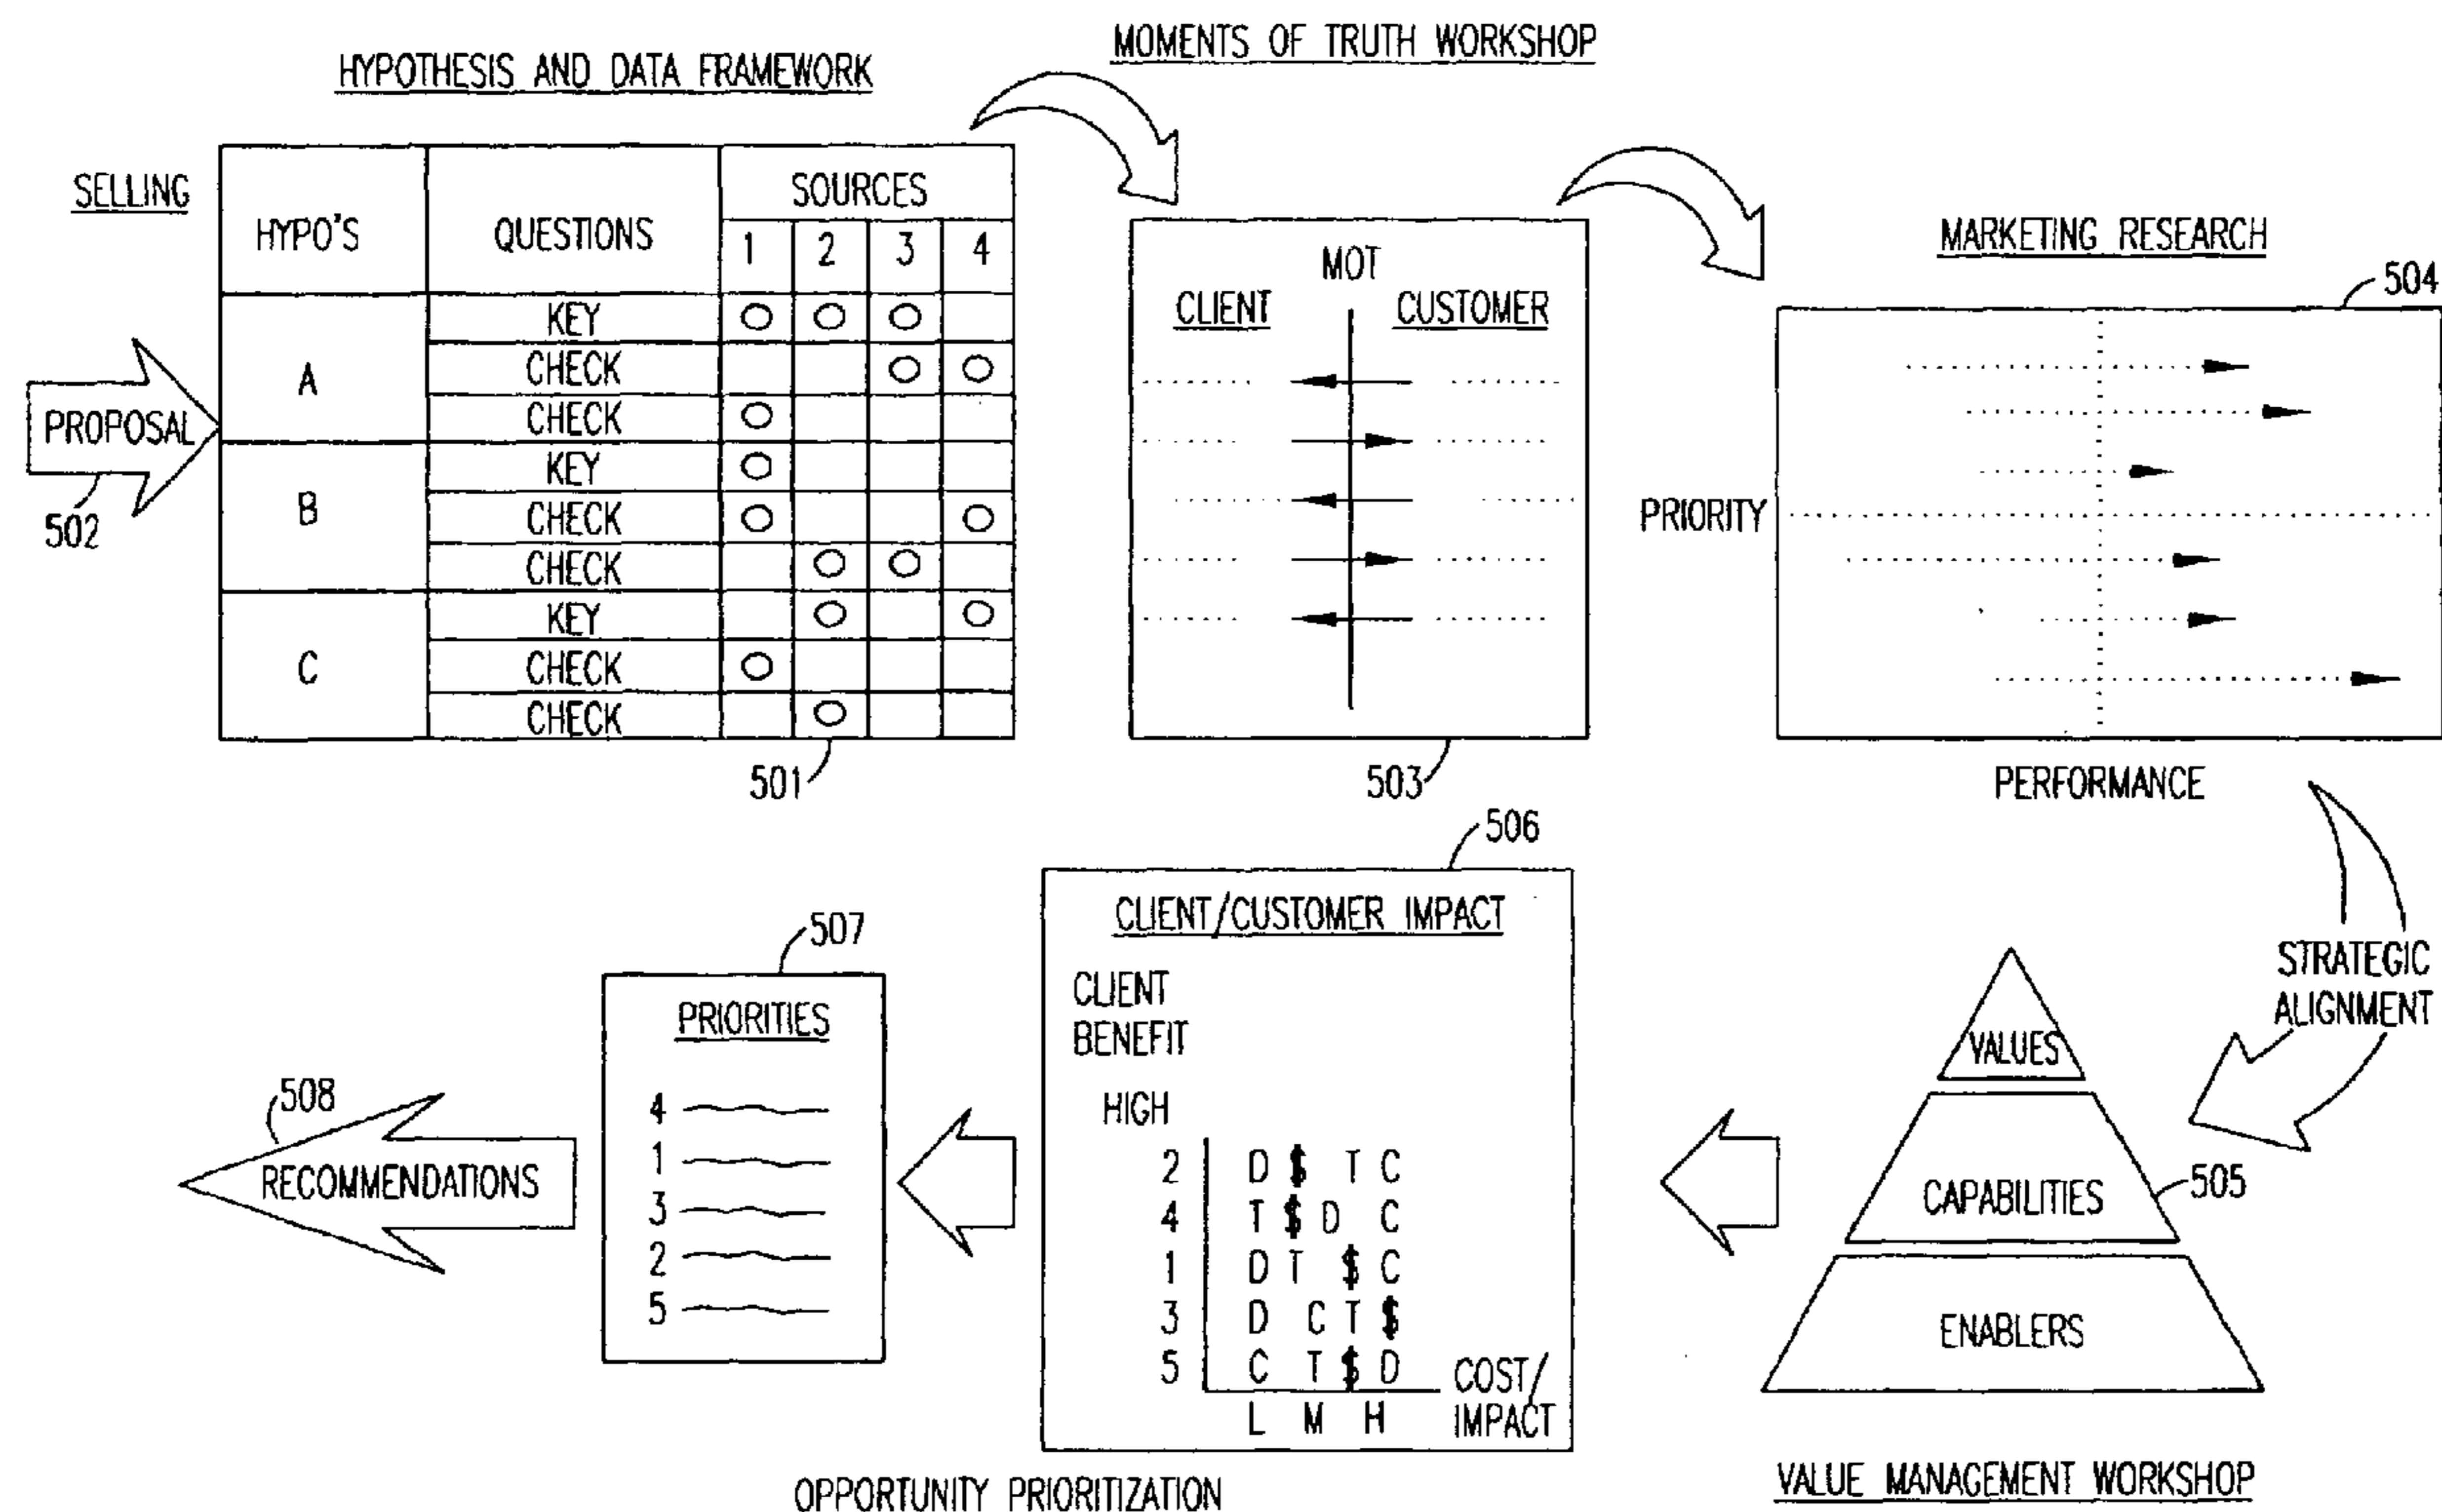 MOMENTS OF TRUTH WORKSHOP
HYPOTHESIS AND DATA FRAMEWORK
SELLING
HYPO'S
QUESTIONS
SOURCES
1 2 3 4
A
KEY
CHECK
CHECK
B
KEY
CHECK
CHECK
C
KEY
CHECK
CHECK
PROPOSAL
502
501
MOT
CLIENT
CUSTOMER
503
MARKETING RESEARCH
504
PRIORITY
PERFORMANCE
STRATEGIC
ALIGNMENT
VALUES
CAPABILITIES
505
ENABLERS
VALUE MANAGEMENT WORKSHOP
506
CLIENT/CUSTOMER IMPACT
CLIENT
BENEFIT
HIGH
2 D $ T C
4 T $ D C
1 D T $ C
3 D C T $
5 C T $ D
L M H
COST/
IMPACT
OPPORTUNITY PRIORITIZATION
507
PRIORITIES
4
1
3
2
5
508
RECOMMENDATIONS